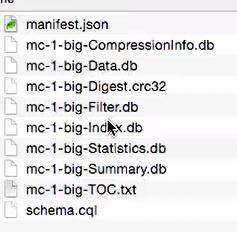 manifest.json
mc-1-big-CompressionInfo.db
mc-1-big-Data.db
mc-1-big-Digest.crc32
mc-1-big-Filter.db
mc-1-big-Index.db
mc-1-big-Statistics.db
mc-1-big-Summary.db
mc-1-big-TOC.txt
schema.cql